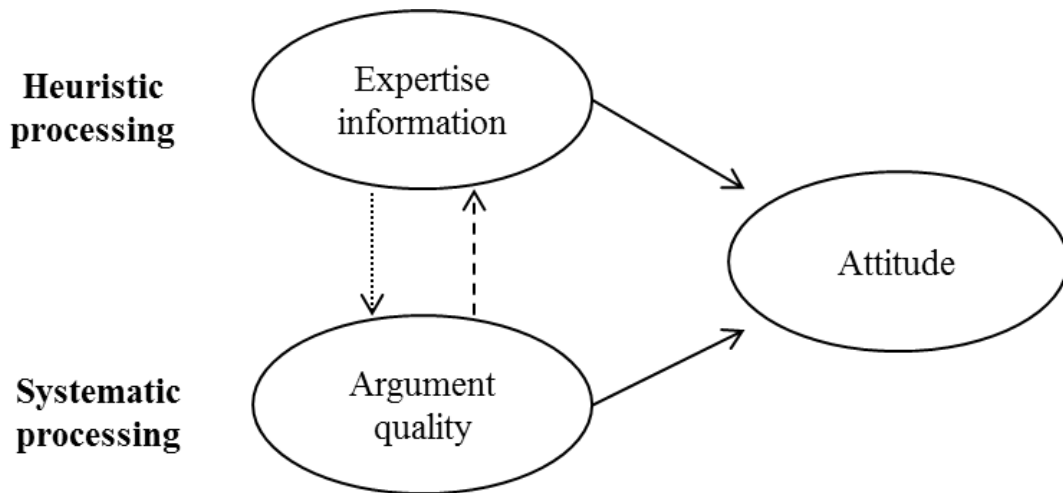 Heuristic
processing
Expertise
information
Attitude
Systematic
processing
Argument
quality